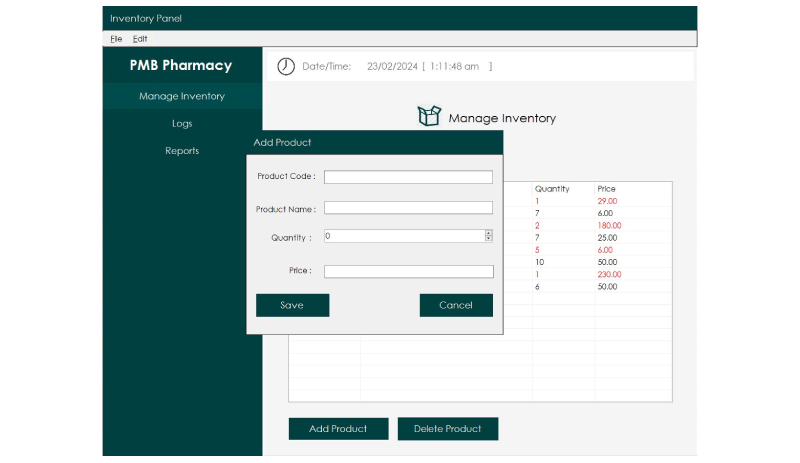 Inventory Panel
File Edit
PMB Pharmacy
Date/Time: 23/02/2024 [ 1:11:48 am ]
Manage Inventory
Logs
Reports
Manage Inventory
Add Product
Product Code :
Product Name :
Quantity : 0
Price :
Save Cancel
Quantity Price
1 29.00
7 6.00
2 180.00
7 25.00
5 6.00
10 50.00
1 230.00
6 50.00
Add Product Delete Product